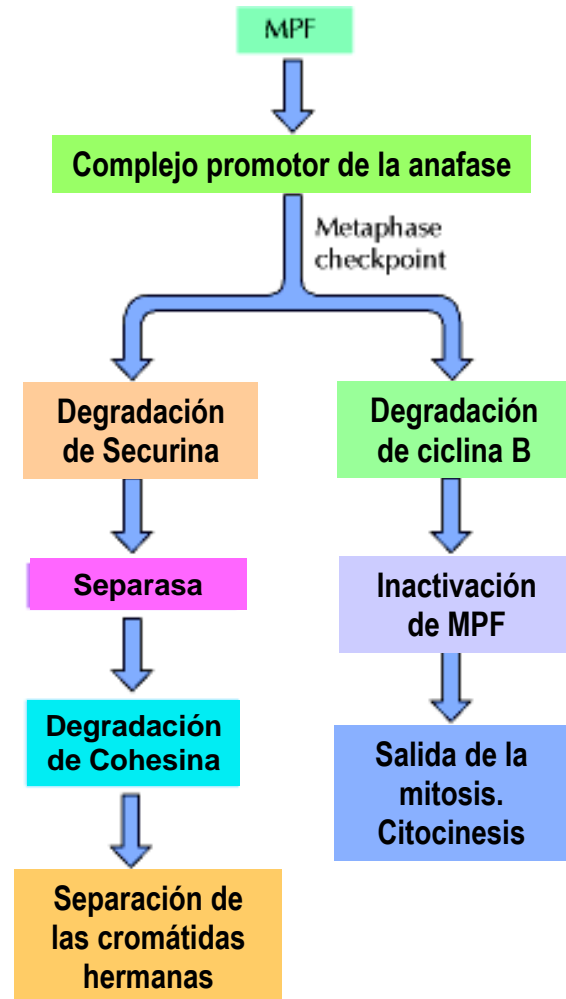 MPF
Complejo promotor de la anafase
Metaphase
checkpoint
Degradación
de Securina
Separasa
Degradación
de Cohesina
Separación de
las cromátidas
hermanas
Degradación
de ciclina B
Inactivación
de MPF
Salida de la
mitosis.
Citocinesis